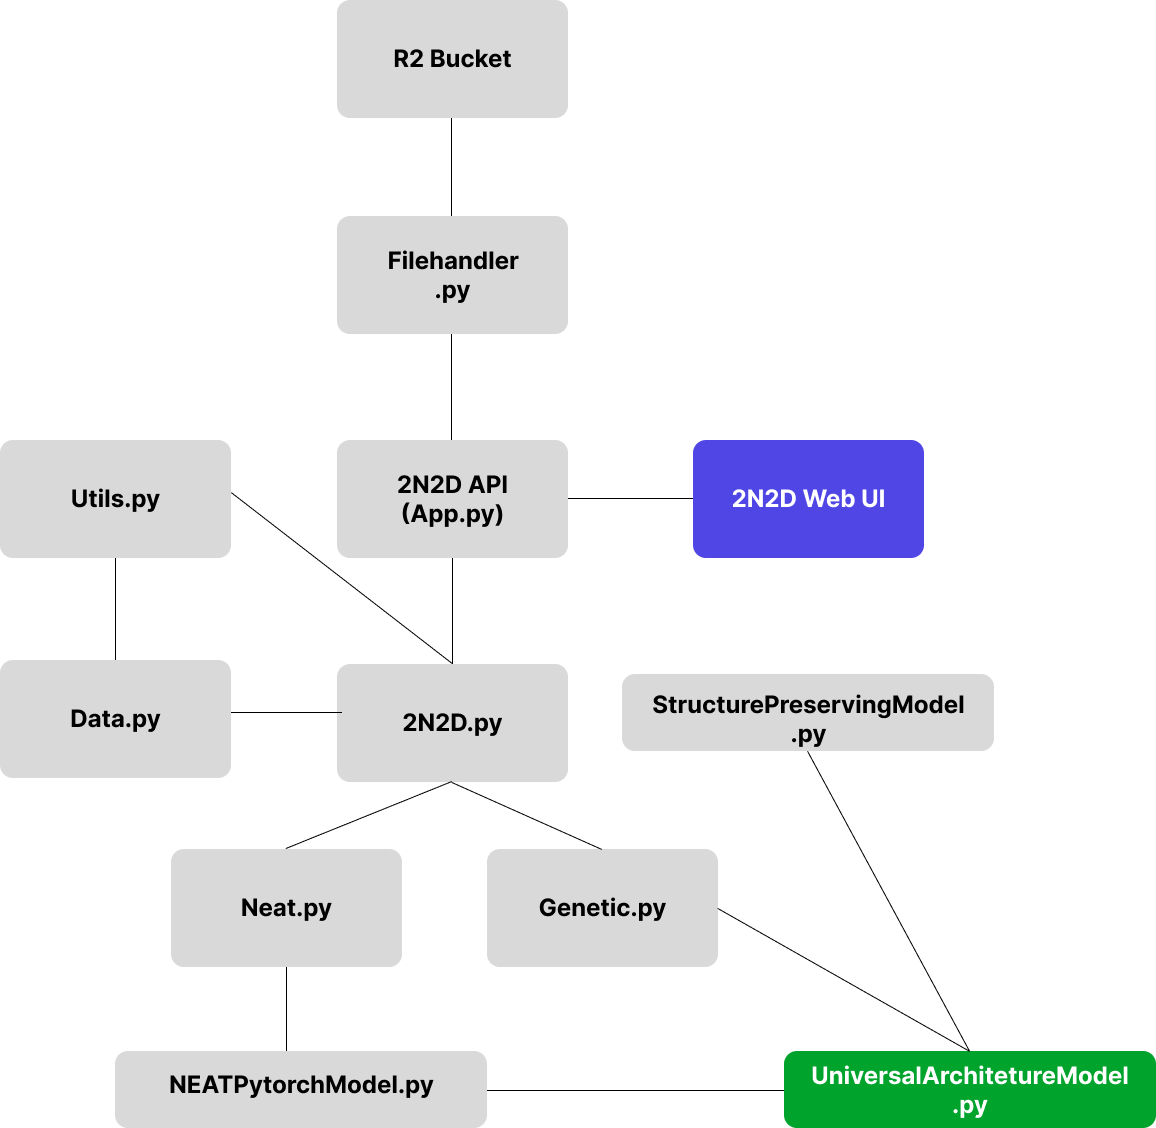 R2 Bucket
Filehandler
.py
Utils.py
2N2D API
(App.py)
2N2D Web UI
Data.py
2N2D.py
StructurePreservingModel
.py
Neat.py
Genetic.py
NEATPytorchModel.py
UniversalArchitetureModel
.py